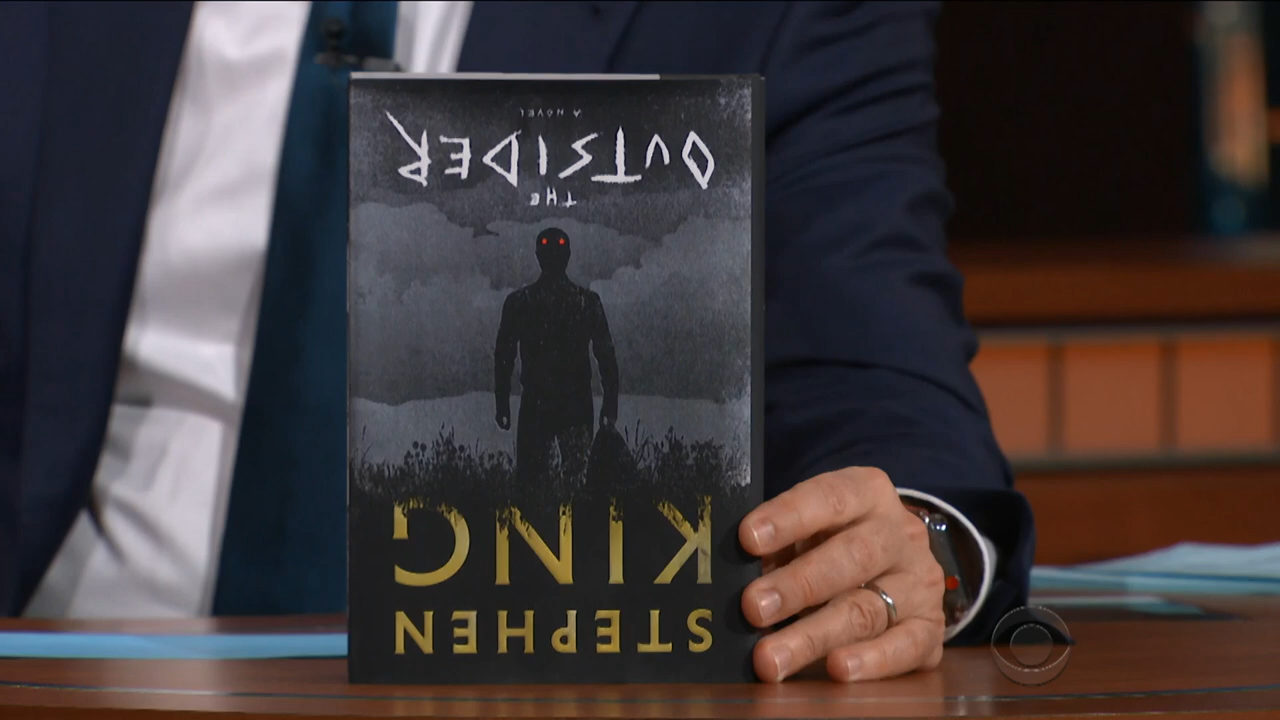 STEPHEN
KING
THE
OUTSIDER
A NOVEL